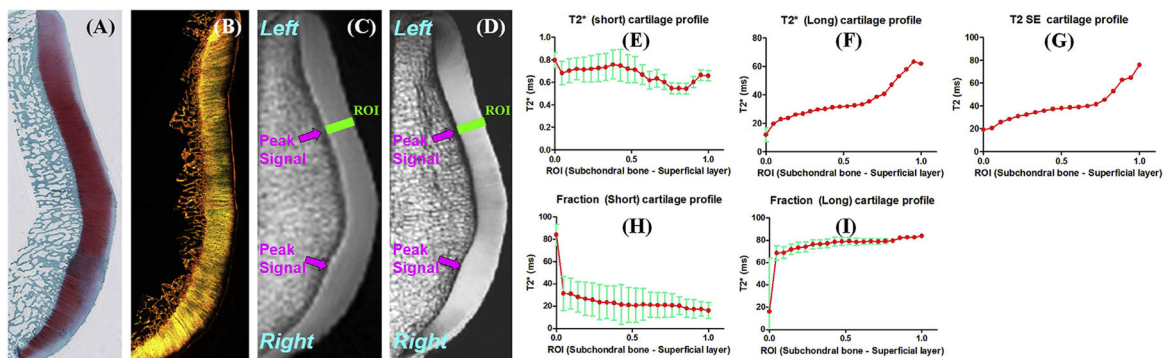 (A)
(B)
Left
(C)
ROI
Peak
Signal
Peak
Signal
Right
Left
(D)
ROI
Peak
Signal
Peak
Signal
Right
T2* (short) cartilage profile
(E)
T2* (ms)
1.0
0.8
0.6
0.4
0.2
0.0
0.0 0.5 1.0
ROI (Subchondral bone - Superficial layer)
T2* (Long) cartilage profile
(F)
T2* (ms)
80
60
40
20
0
0.0 0.5 1.0
ROI (Subchondral bone - Superficial layer)
T2 SE cartilage profile
(G)
T2 (ms)
100
80
60
40
20
0
0.0 0.5 1.0
ROI (Subchondral bone - Superficial layer)
Fraction (Short) cartilage profile
(H)
T2* (ms)
100
80
60
40
20
0
0.0 0.5 1.0
ROI (Subchondral bone - Superficial layer)
Fraction (Long) cartilage profile
(I)
T2* (ms)
100
80
60
40
20
0
0.0 0.5 1.0
ROI (Subchondral bone - Superficial layer)